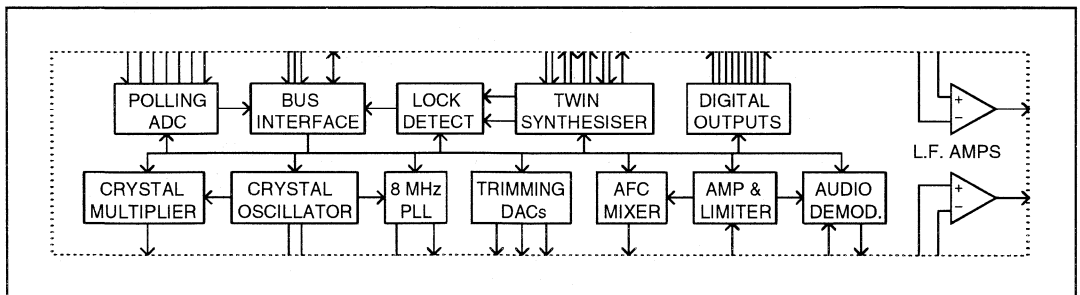 POLLING
ADC
BUS
INTERFACE
LOCK
DETECT
TWIN
SYNTHESISER
DIGITAL
OUTPUTS
+
−
L.F. AMPS
CRYSTAL
MULTIPLIER
CRYSTAL
OSCILLATOR
8 MHz
PLL
TRIMMING
DACs
AFC
MIXER
AMP &
LIMITER
AUDIO
DEMOD.
+
−